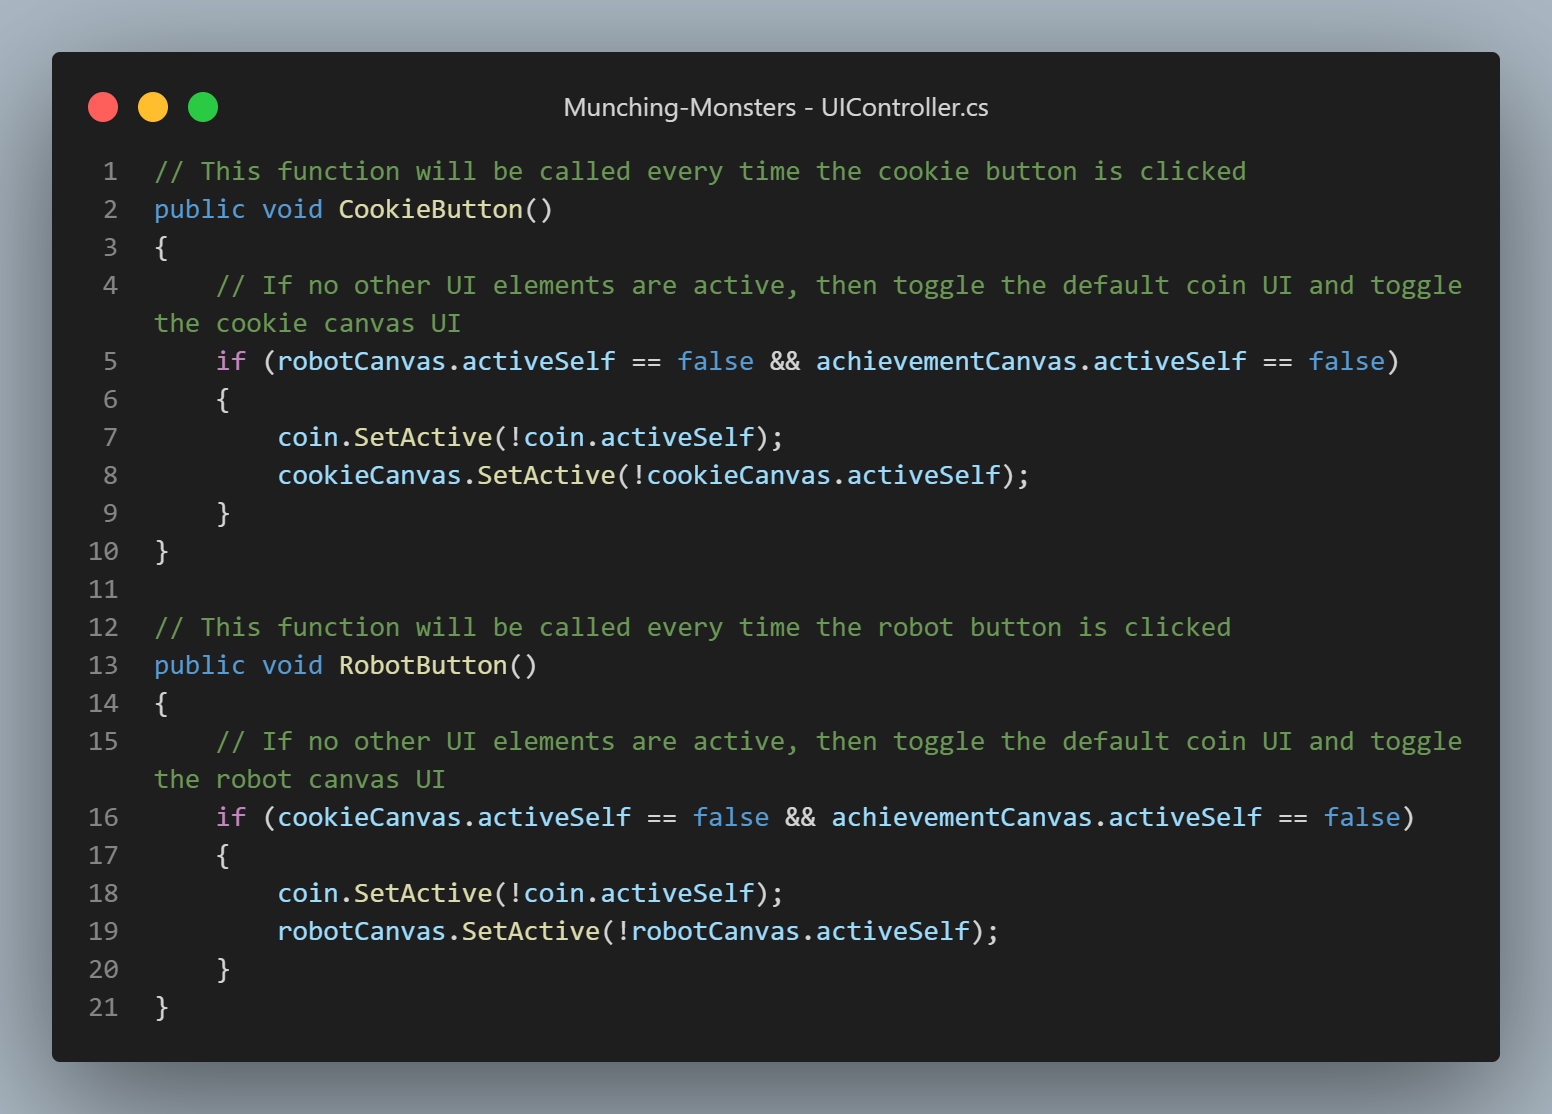 Munching-Monsters - UIController.cs
1 // This function will be called every time the cookie button is clicked
2 public void CookieButton()
3 {
4     // If no other UI elements are active, then toggle the default coin UI and toggle
the cookie canvas UI
5     if (robotCanvas.activeSelf == false && achievementCanvas.activeSelf == false)
6     {
7         coin.SetActive(!coin.activeSelf);
8         cookieCanvas.SetActive(!cookieCanvas.activeSelf);
9     }
10 }
11
12 // This function will be called every time the robot button is clicked
13 public void RobotButton()
14 {
15     // If no other UI elements are active, then toggle the default coin UI and toggle
the robot canvas UI
16     if (cookieCanvas.activeSelf == false && achievementCanvas.activeSelf == false)
17     {
18         coin.SetActive(!coin.activeSelf);
19         robotCanvas.SetActive(!robotCanvas.activeSelf);
20     }
21 }